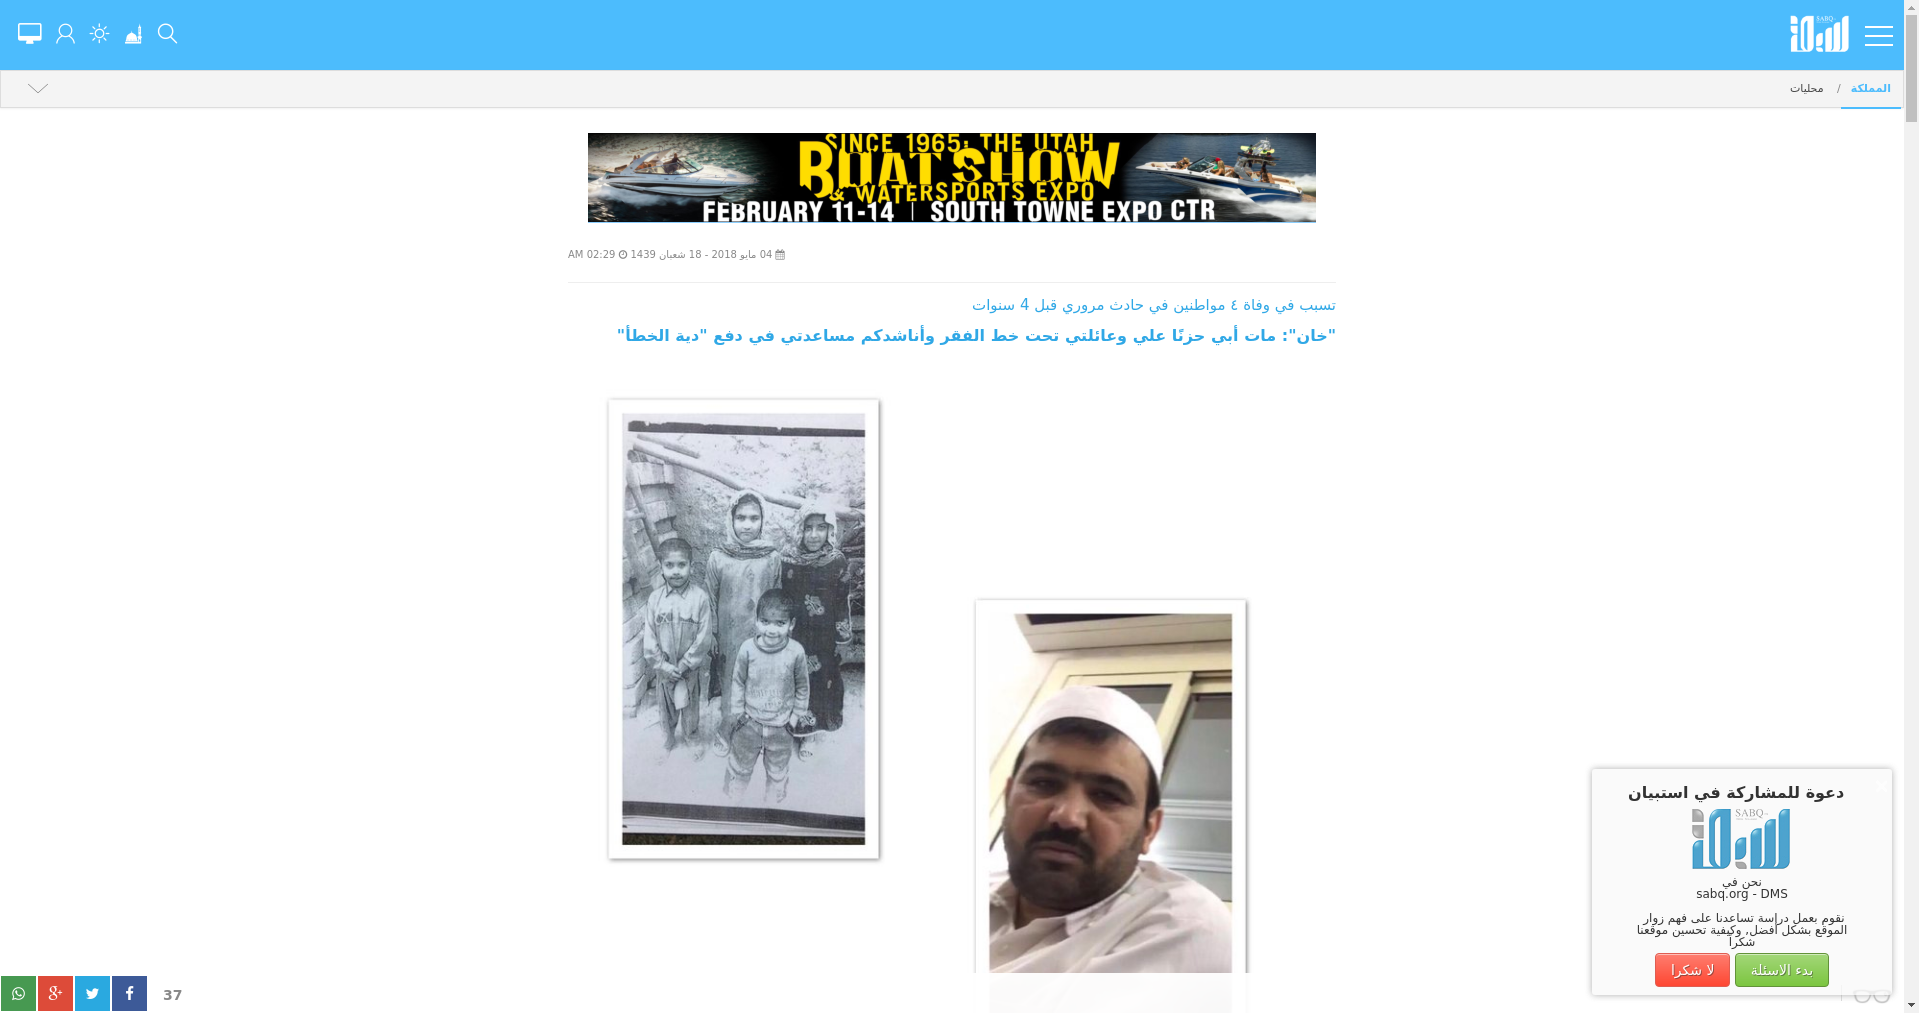 SABQ
المملكة / محليات
SINCE 1965: THE UTAH
BOAT SHOW
& WATERSPORTS EXPO
FEBRUARY 11-14 | SOUTH TOWNE EXPO CTR
04 مايو 2018 - 18 شعبان 1439 02:29 AM
تسبب في وفاة ٤ مواطنين في حادث مروري قبل 4 سنوات
"خان": مات أبي حزنًا علي وعائلتي تحت خط الفقر وأناشدكم مساعدتي في دفع "دية الخطأ"
دعوة للمشاركة في استبيان
سبق
SABQ
نحن في
sabq.org - DMS
نقوم بعمل دراسة تساعدنا على فهم زوار
الموقع بشكل أفضل, وكيفية تحسين موقعنا
شكراً
بدء الاسئلة
لا شكرا
37